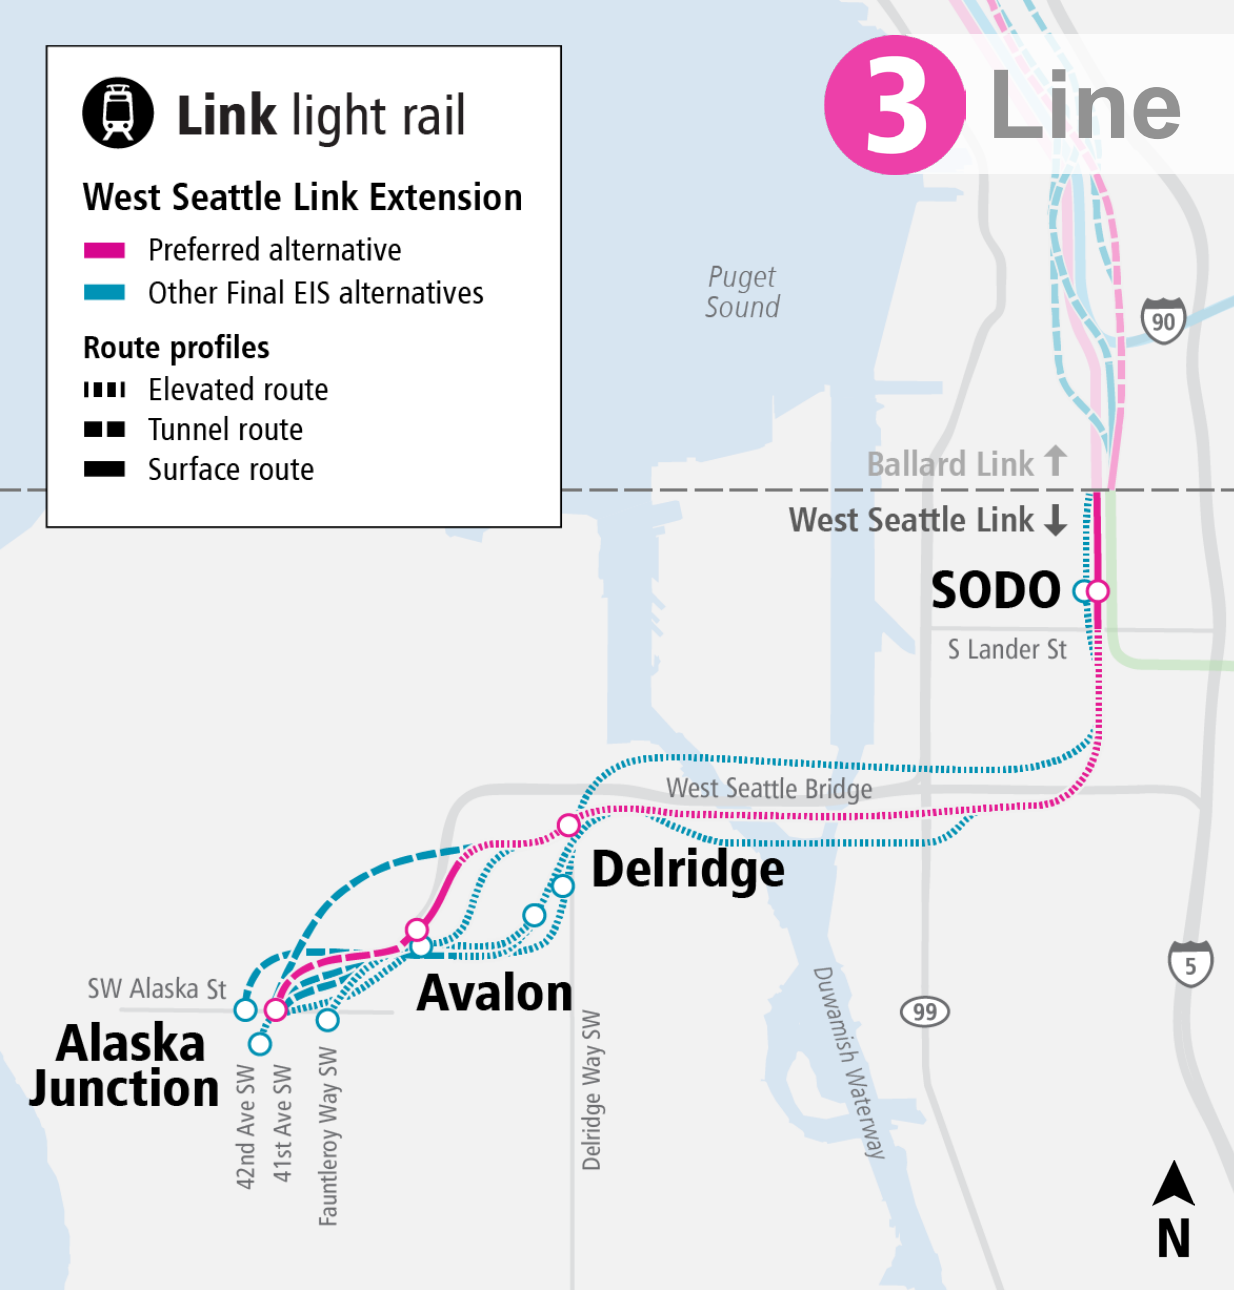 Link light rail
West Seattle Link Extension
Preferred alternative
Other Final EIS alternatives
Route profiles
Elevated route
Tunnel route
Surface route
3 Line
Puget
Sound
90
Ballard Link ↑
West Seattle Link ↓
SODO
S Lander St
West Seattle Bridge
Delridge
Avalon
SW Alaska St
Alaska
Junction
42nd Ave SW
41st Ave SW
Fauntleroy Way SW
Delridge Way SW
Duwamish Waterway
99
5
N